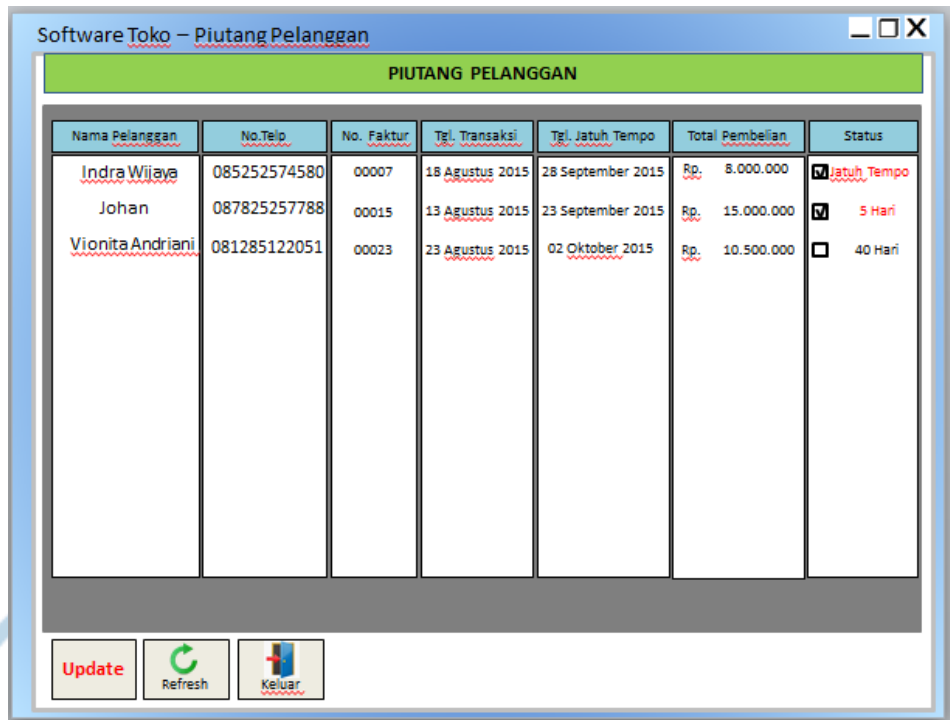 Software Toko – Piutang Pelanggan
PIUTANG PELANGGAN
Nama Pelanggan No.Telp No. Faktur Tgl. Transaksi Tgl. Jatuh Tempo Total Pembelian Status
Indra Wijaya 085252574580 00007 18 Agustus 2015 28 September 2015 Rp. 8.000.000 Jatuh Tempo
Johan 087825257788 00015 13 Agustus 2015 23 September 2015 Rp. 15.000.000 5 Hari
Vionita Andriani 081285122051 00023 23 Agustus 2015 02 Oktober 2015 Rp. 10.500.000 40 Hari
Update Refresh Keluar